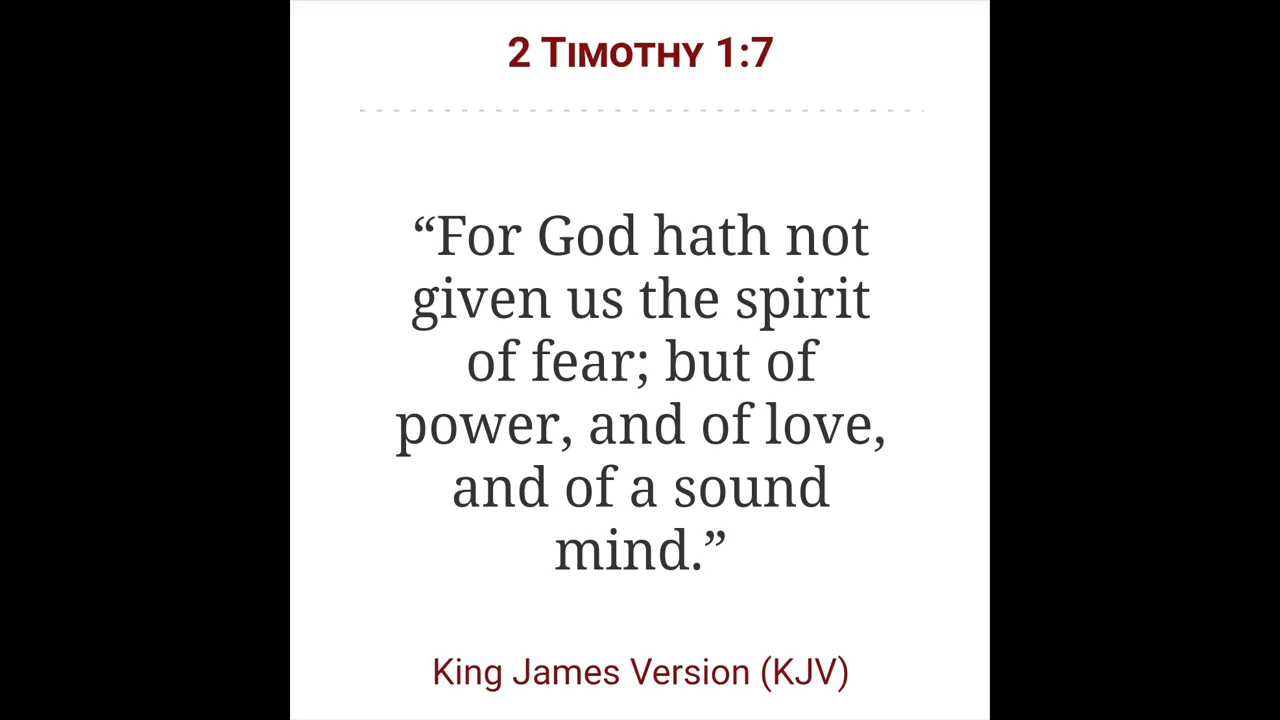 2 Timothy 1:7
“For God hath not
given us the spirit
of fear; but of
power, and of love,
and of a sound
mind.”
King James Version (KJV)